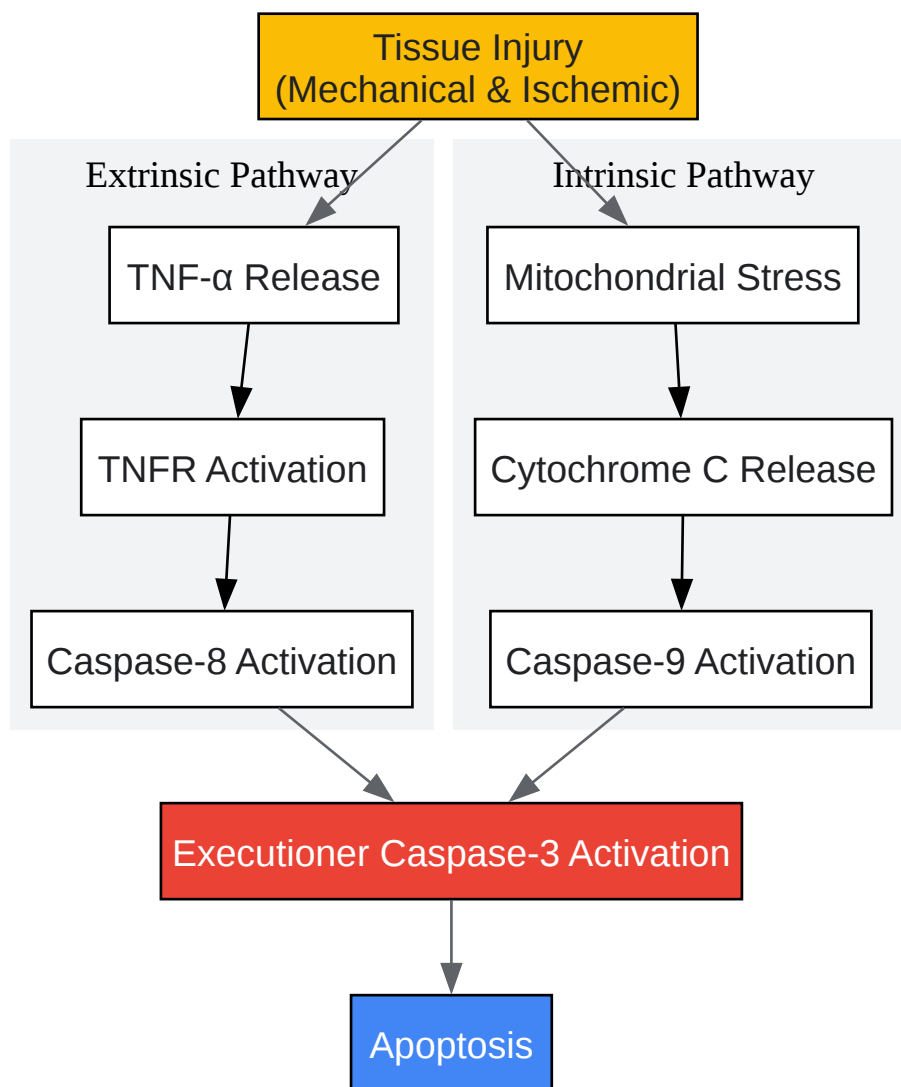 Tissue Injury
(Mechanical & Ischemic)
Extrinsic Pathway
TNF-α Release
TNFR Activation
Caspase-8 Activation
Intrinsic Pathway
Mitochondrial Stress
Cytochrome C Release
Caspase-9 Activation
Executioner Caspase-3 Activation
Apoptosis